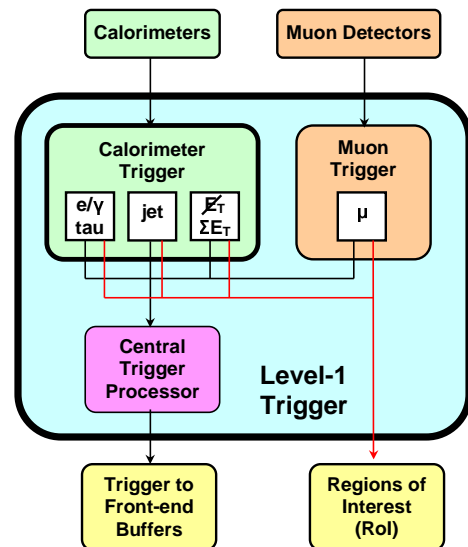 Calorimeters
Muon Detectors
Calorimeter
Trigger
e/γ
tau
jet
E̸T
ΣET
Muon
Trigger
μ
Central
Trigger
Processor
Level-1
Trigger
Trigger to
Front-end
Buffers
Regions of
Interest
(RoI)